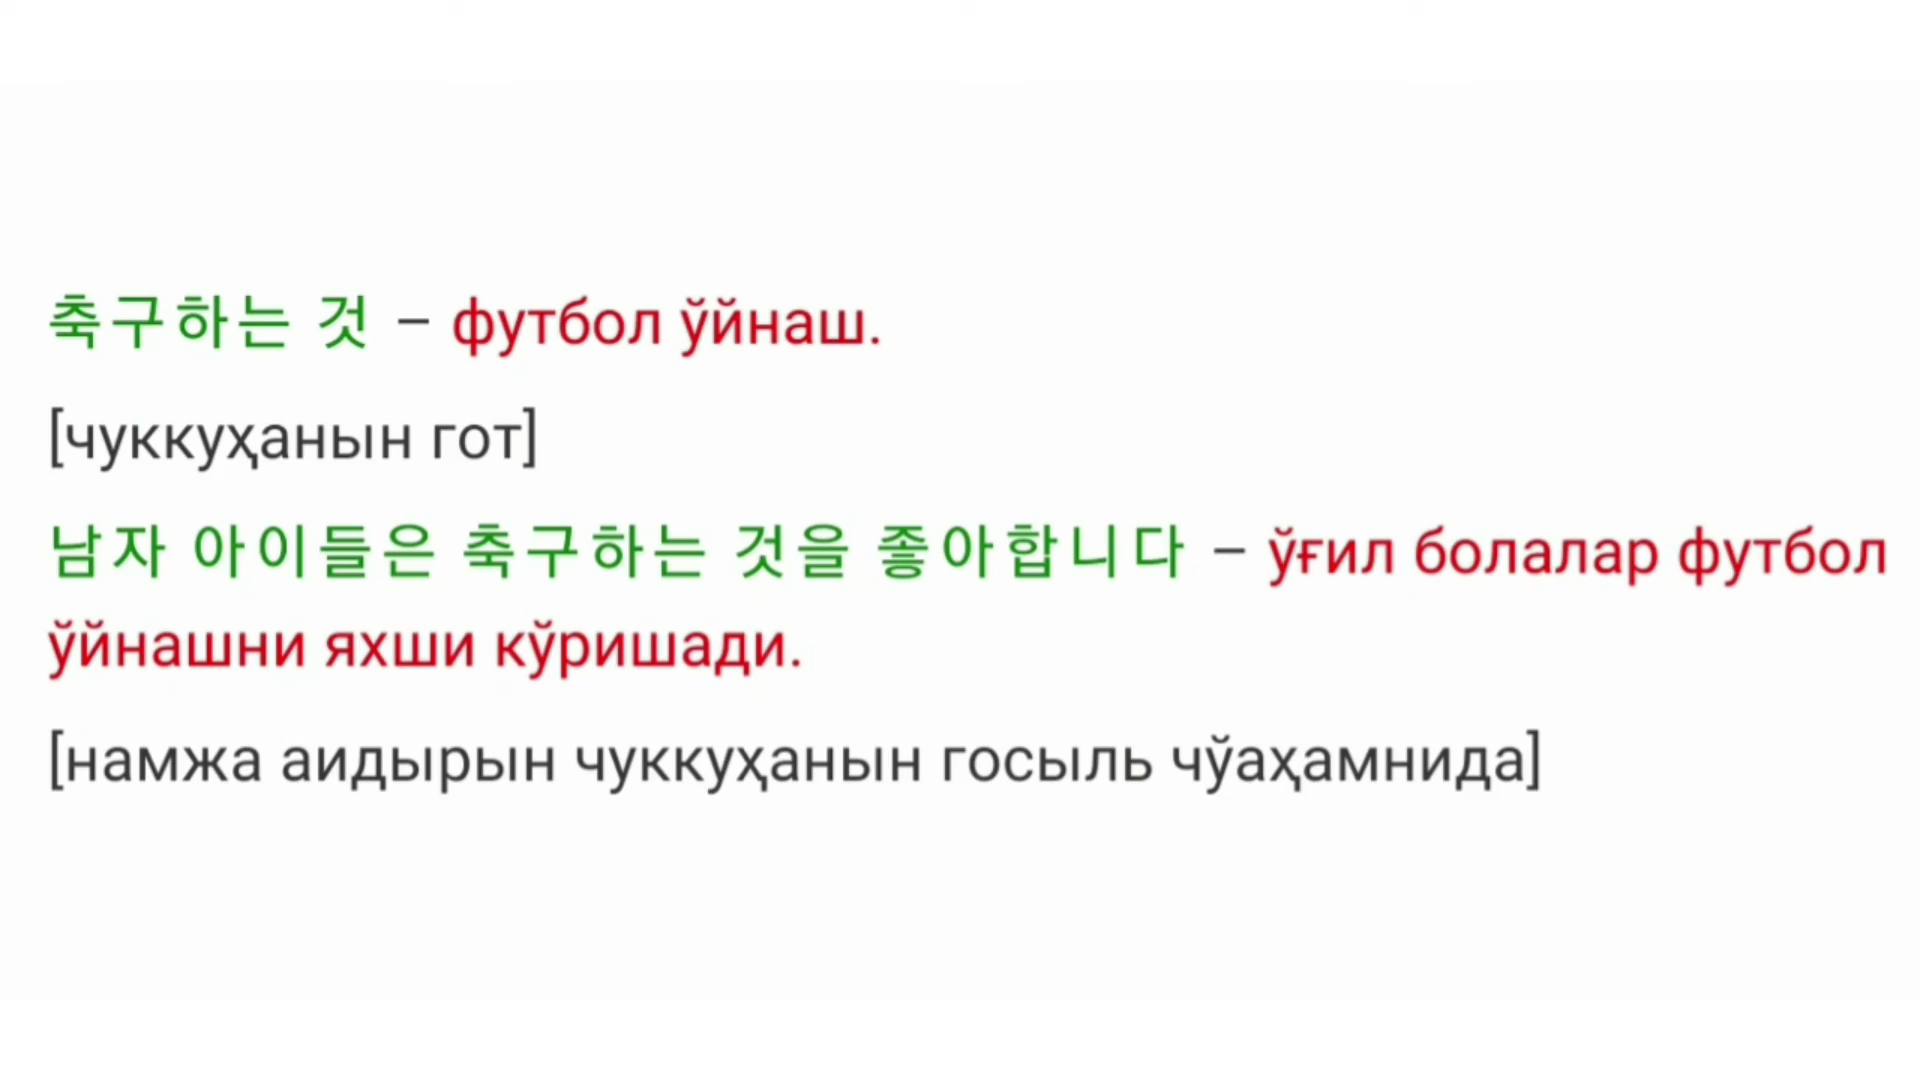 축구하는 것 – футбол ўйнаш.
[чуккуҳанын гот]
남자 아이들은 축구하는 것을 좋아합니다 – ўғил болалар футбол
ўйнашни яхши кўришади.
[намжа аидырын чуккуҳанын госыль чўаҳамнида]